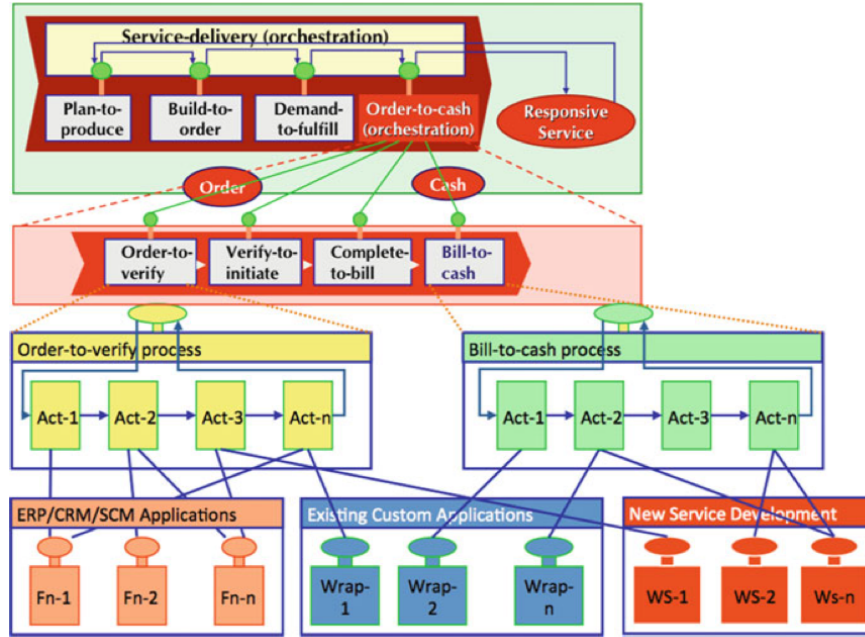 Service-delivery (orchestration)
Plan-to-
produce
Build-to-
order
Demand-
to-fulfill
Order-to-cash
(orchestration)
Responsive
Service
Order
Cash
Order-to-
verify
Verify-to-
initiate
Complete-
to-bill
Bill-to-
cash
Order-to-verify process
Act-1
Act-2
Act-3
Act-n
Bill-to-cash process
Act-1
Act-2
Act-3
Act-n
ERP/CRM/SCM Applications
Fn-1
Fn-2
Fn-n
Existing Custom Applications
Wrap-
1
Wrap-
2
Wrap-
n
New Service Development
WS-1
WS-2
Ws-n